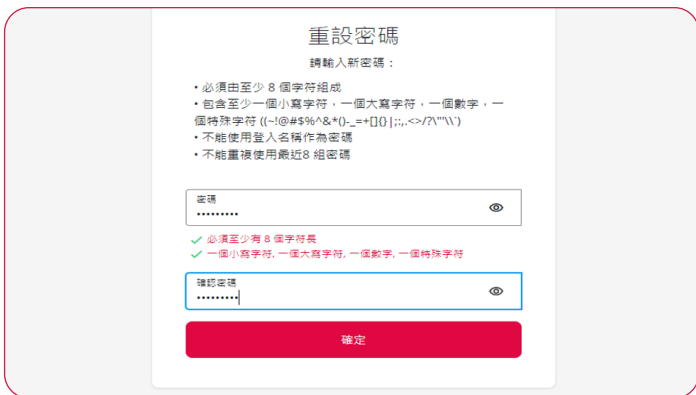 重設密碼
請輸入新密碼：
• 必須由至少 8 個字符組成
• 包含至少一個小寫字符，一個大寫字符，一個數字，一
個特殊字符 ((~!@#$%^&*()-_=+[]{}|;:,.<>/?\"'\\`)
• 不能使用登入名稱作為密碼
• 不能重複使用最近8 組密碼
密碼
•••••••••
必須至少有 8 個字符長
一個小寫字符, 一個大寫字符, 一個數字, 一個特殊字符
確認密碼
•••••••••
確定